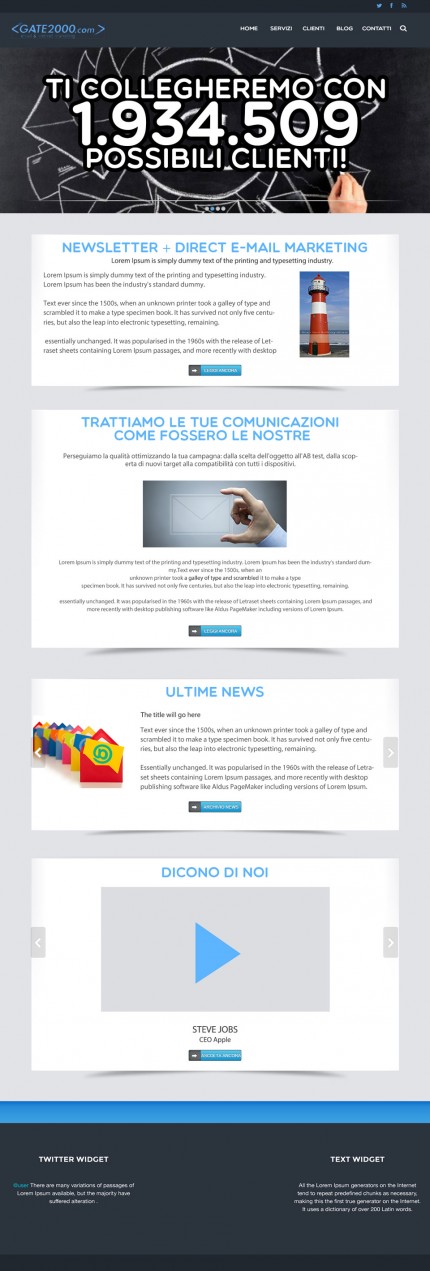 <GATE2000.com>
HOME SERVIZI CLIENTI BLOG CONTATTI
TI COLLEGHEREMO CON
1.934.509
POSSIBILI CLIENTI!
NEWSLETTER + DIRECT E-MAIL MARKETING
Lorem Ipsum is simply dummy text of the printing and typesetting industry.
Lorem Ipsum is simply dummy text of the printing and typesetting industry.
Lorem Ipsum has been the industry's standard dummy.
Text ever since the 1500s, when an unknown printer took a galley of type and
scrambled it to make a type specimen book. It has survived not only five centu-
ries, but also the leap into electronic typesetting, remaining.
essentially unchanged. It was popularised in the 1960s with the release of Let-
raset sheets containing Lorem Ipsum passages, and more recently with desktop
LEGGI ANCORA
TRATTIAMO LE TUE COMUNICAZIONI
COME FOSSERO LE NOSTRE
Perseguiamo la qualità ottimizzando la tua campagna: dalla scelta dell'oggetto all'AB test, dalla scop-
erta di nuovi target alla compatibilità con tutti i dispositivi.
Lorem Ipsum is simply dummy text of the printing and typesetting industry. Lorem Ipsum has been the industry's standard dum-
my.Text ever since the 1500s, when an
unknown printer took a galley of type and scrambled it to make a type
specimen book. It has survived not only five centuries, but also the leap into electronic typesetting, remaining.
essentially unchanged. It was popularised in the 1960s with the release of Letraset sheets containing Lorem Ipsum passages, and
more recently with desktop publishing software like Aldus PageMaker including versions of Lorem Ipsum.
LEGGI ANCORA
ULTIME NEWS
The title will go here
Text ever since the 1500s, when an unknown printer took a galley of type and
scrambled it to make a type specimen book. It has survived not only five centu-
ries, but also the leap into electronic typesetting, remaining.
Essentially unchanged. It was popularised in the 1960s with the release of Letra-
set sheets containing Lorem Ipsum passages, and more recently with desktop
publishing software like Aldus PageMaker including versions of Lorem Ipsum.
ARCHIVIO NEWS
DICONO DI NOI
STEVE JOBS
CEO Apple
ASCOLTA ANCORA
TWITTER WIDGET
There are many variations of passages of
Lorem Ipsum available, but the majority have
suffered alteration .
TEXT WIDGET
All the Lorem Ipsum generators on the Internet
tend to repeat predefined chunks as necessary,
making this the first true generator on the Internet.
It uses a dictionary of over 200 Latin words.